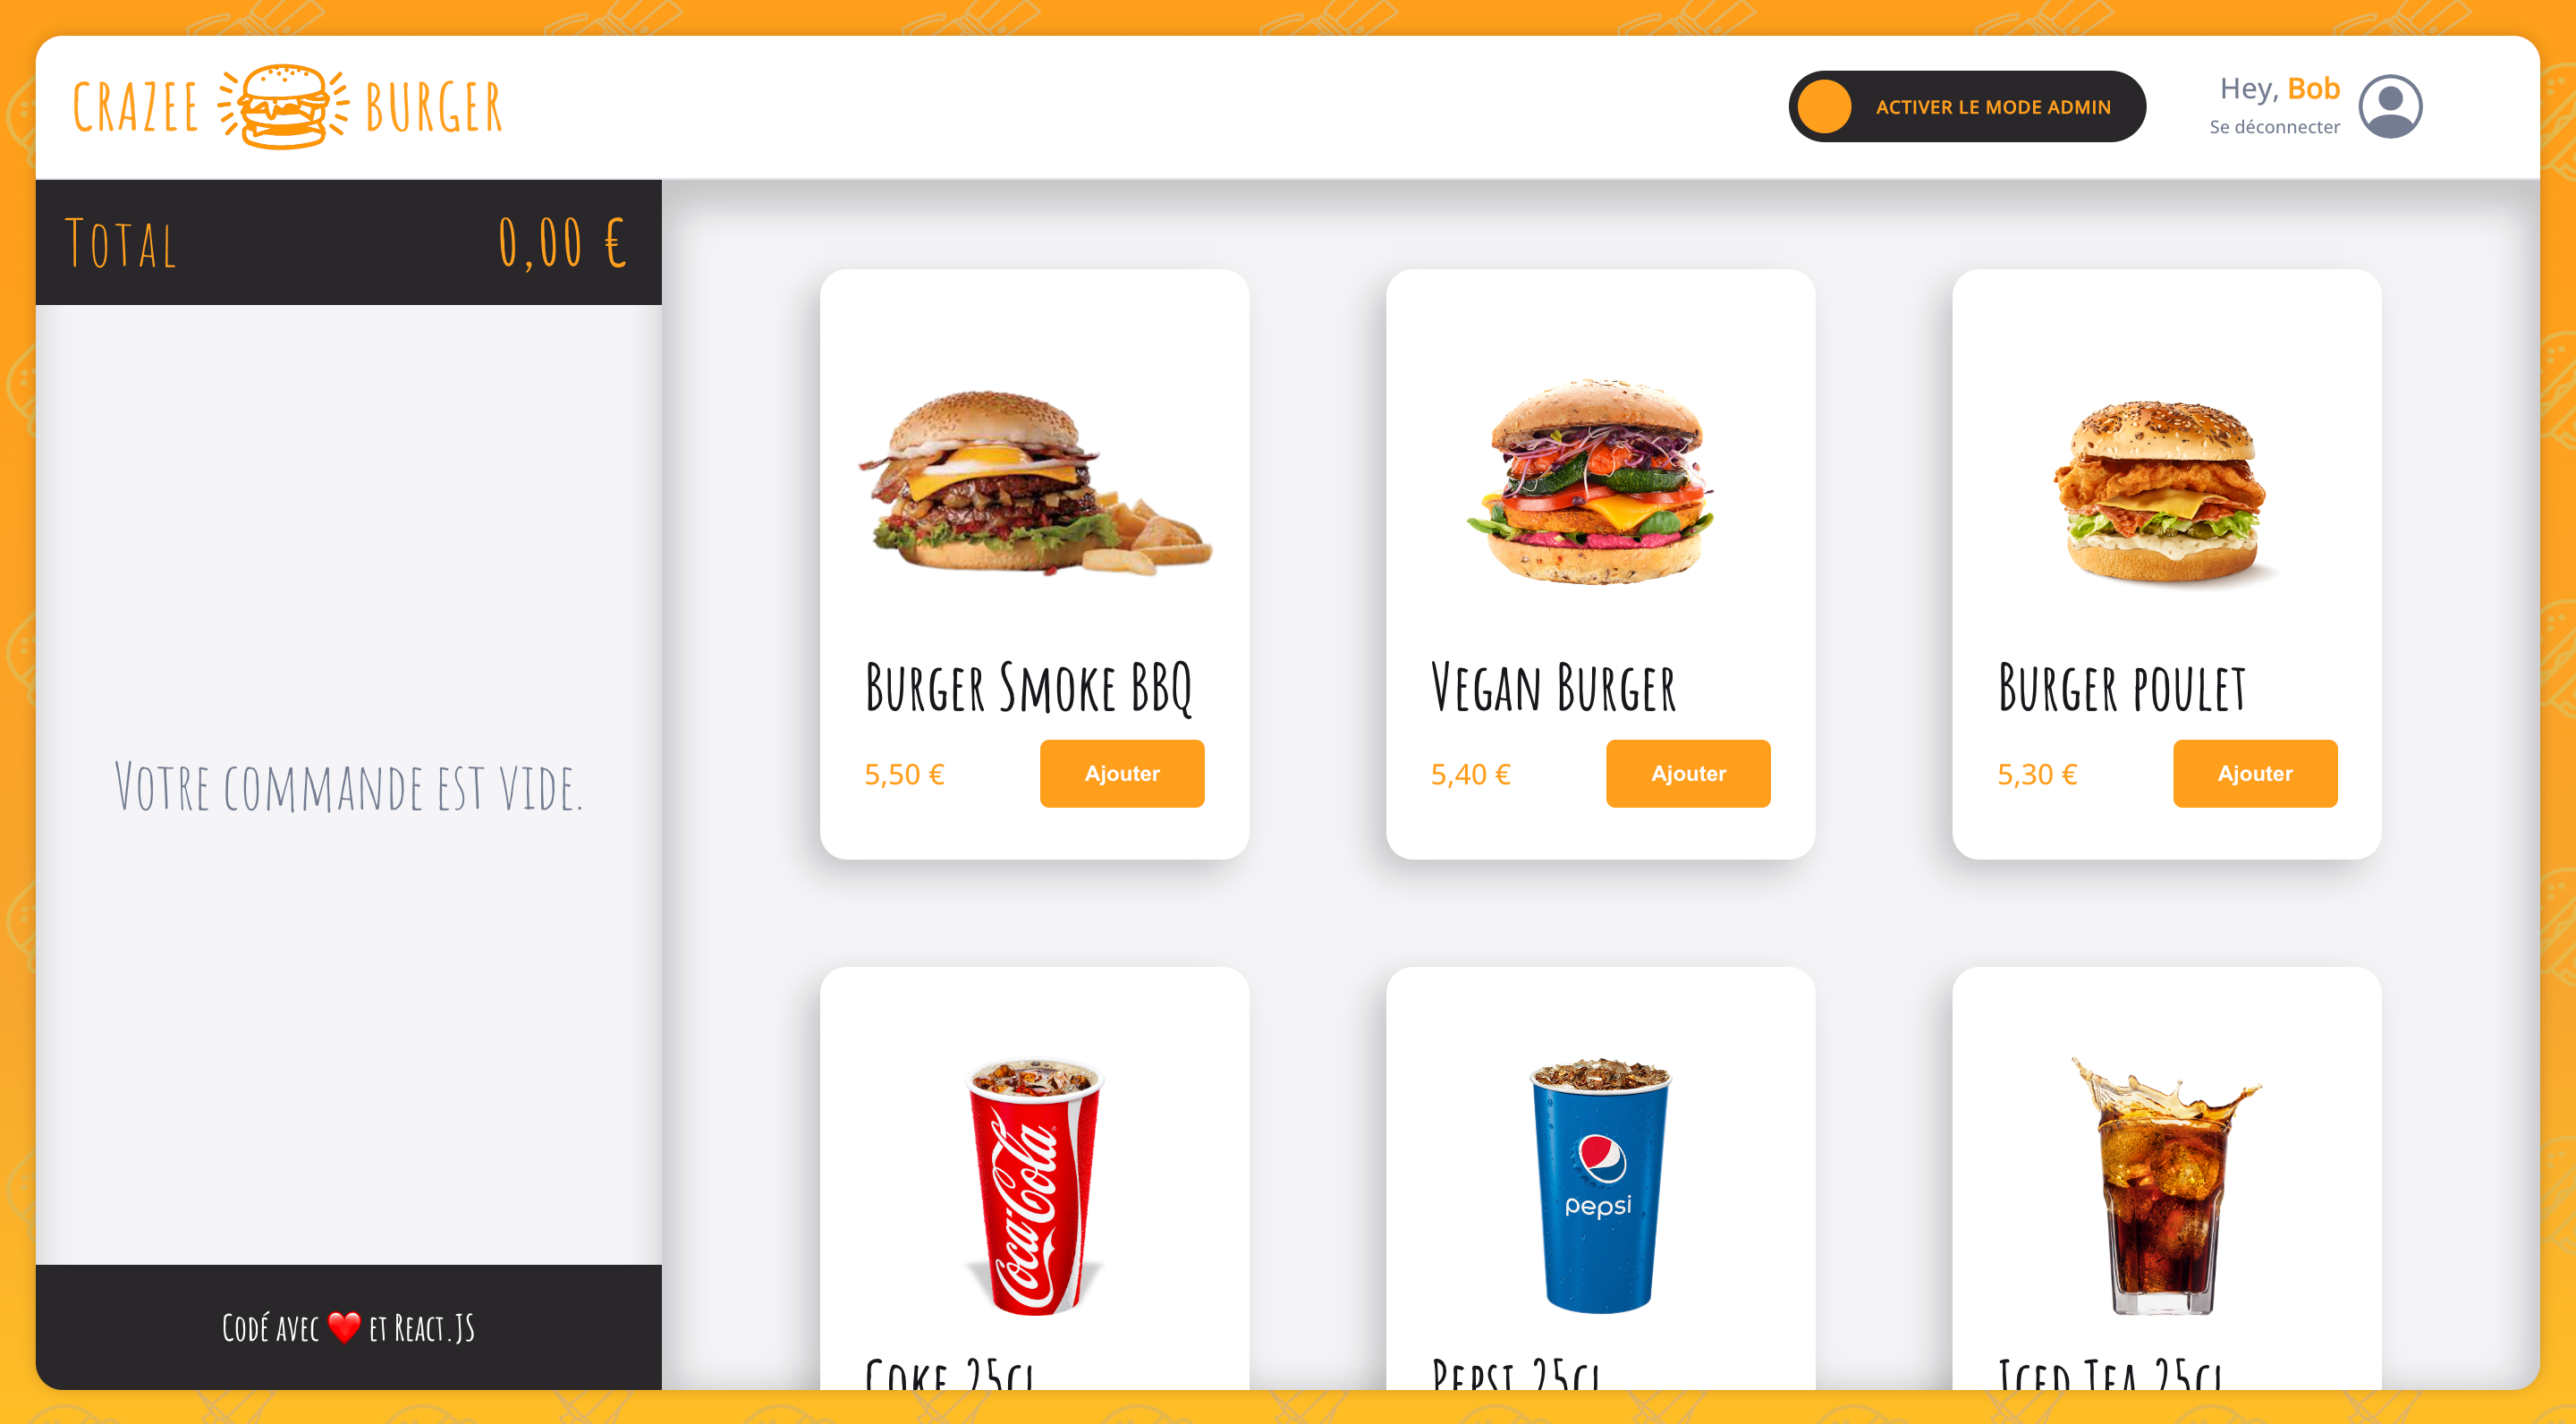 CRAZEE BURGER
ACTIVER LE MODE ADMIN
Hey, Bob
Se déconnecter
Total
0,00 €
Votre commande est vide.
Codé avec ❤️ et React.JS
Burger Smoke BBQ
5,50 €
Ajouter
Vegan Burger
5,40 €
Ajouter
Burger poulet
5,30 €
Ajouter
Coca-Cola
pepsi
Coke 25cl
Pepsi 25cl
Iced Tea 25cl